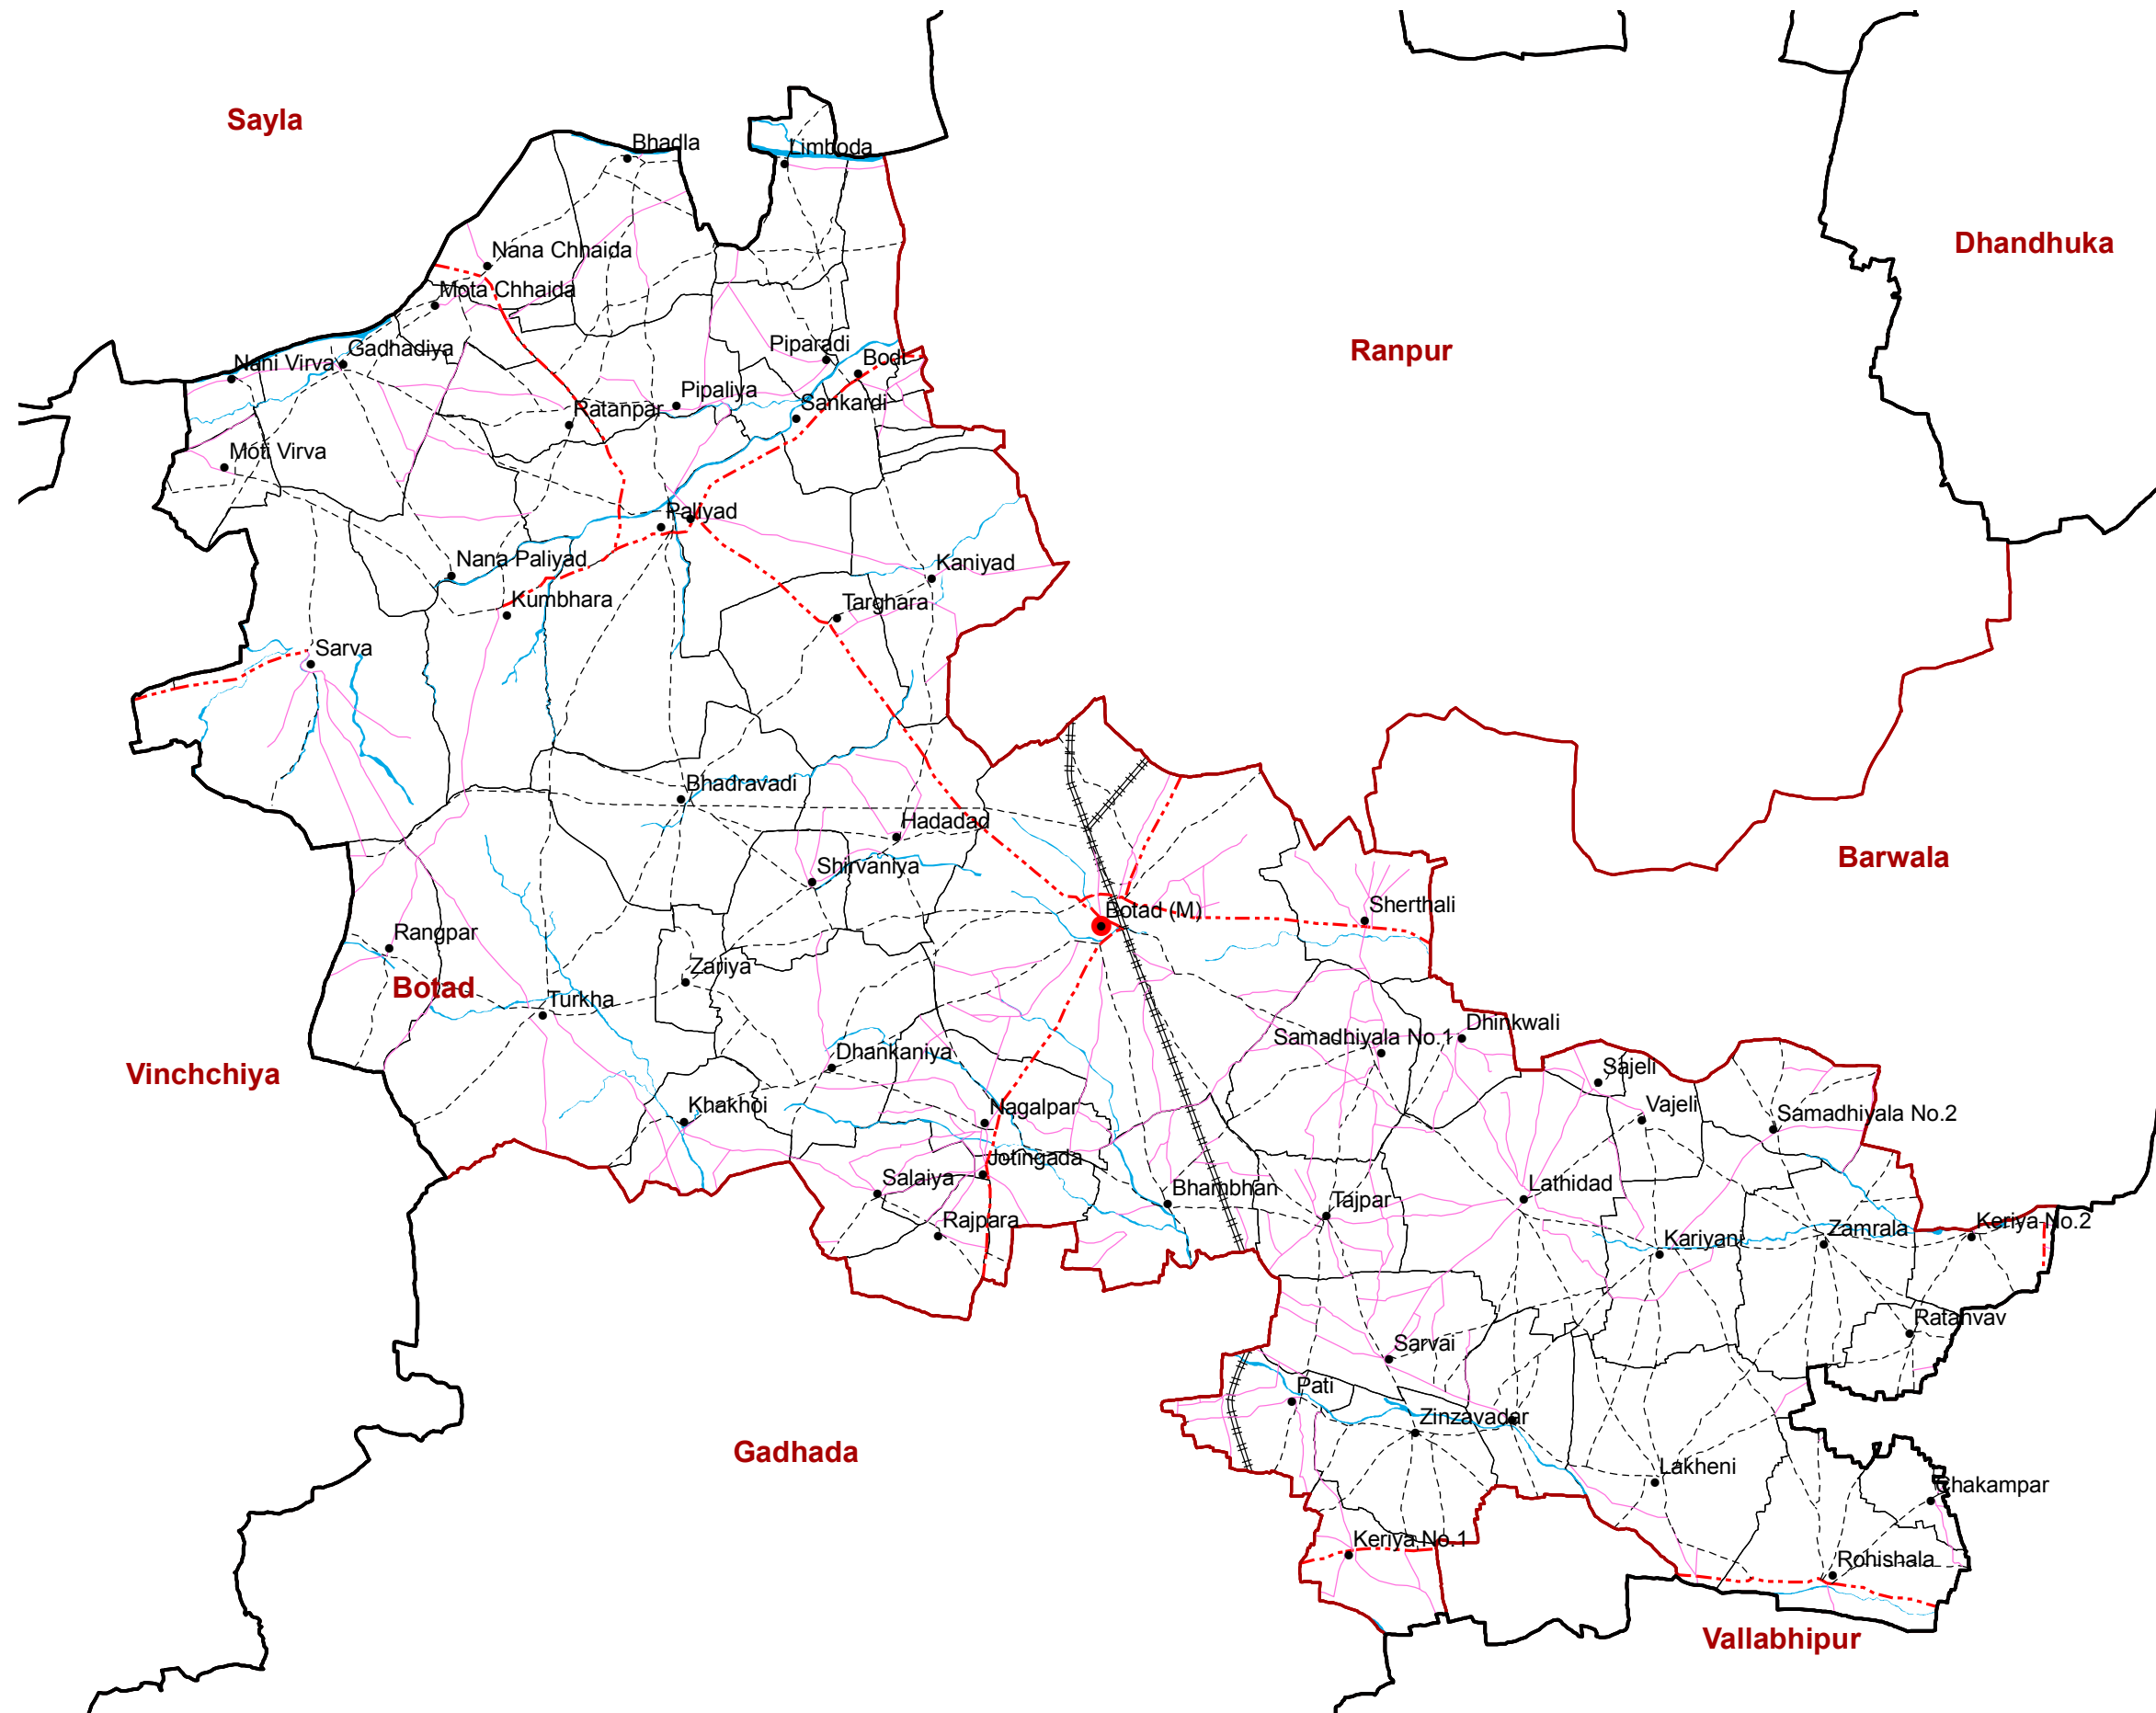 Sayla
Bhadla
Limboda
Dhandhuka
Nana Chhaida
Mota Chhaida
Ranpur
Gadhadiya
Nani Virva
Piparadi
Bodi
Pipaliya
Sankardi
Ratanpar
Moti Virva
Paliyad
Nana Paliyad
Kaniyad
Kumbhara
Targhara
Sarva
Bhadravadi
Hadadad
Shirvaniya
Barwala
Botad (M)
Sherthali
Rangpar
Zariya
Botad
Turkha
Dhinkwali
Samadhiyala No.1
Dhankaniya
Sajeli
Vinchchiya
Khakhoi
Nagalpar
Vajeli
Samadhiyala No.2
Jotingada
Salaiya
Bhambhan
Lathidad
Tajpar
Rajpara
Keriya No.2
Zamrala
Kariyani
Ratanvav
Sarvai
Pati
Zinzavadar
Gadhada
Lakheni
Chakampar
Keriya No.1
Rohishala
Vallabhipur